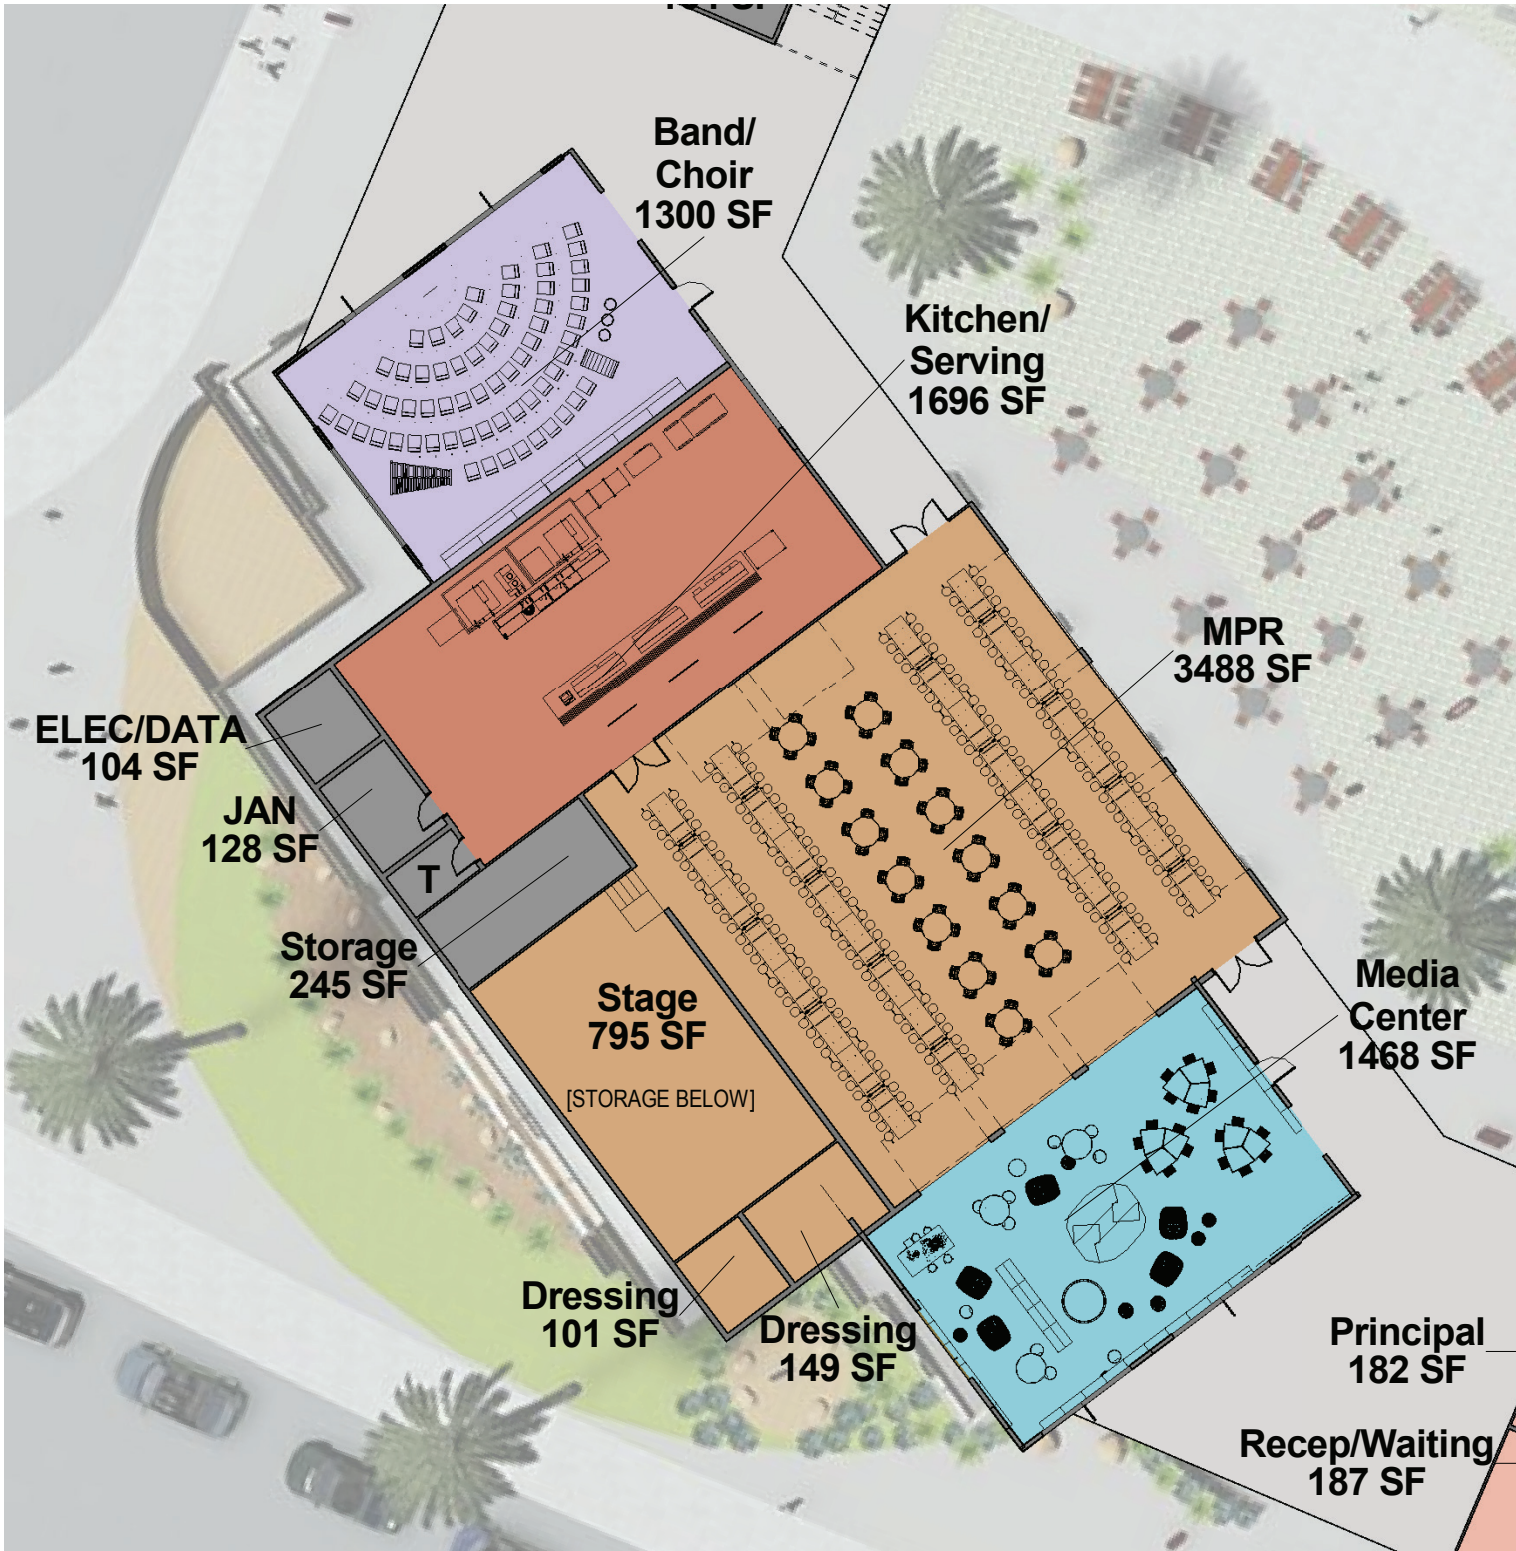 Band/
Choir
1300 SF
Kitchen/
Serving
1696 SF
MPR
3488 SF
ELEC/DATA
104 SF
JAN
128 SF
T
Storage
245 SF
Stage
795 SF
[STORAGE BELOW]
Media
Center
1468 SF
Dressing
101 SF
Dressing
149 SF
Principal
182 SF
Recep/Waiting
187 SF